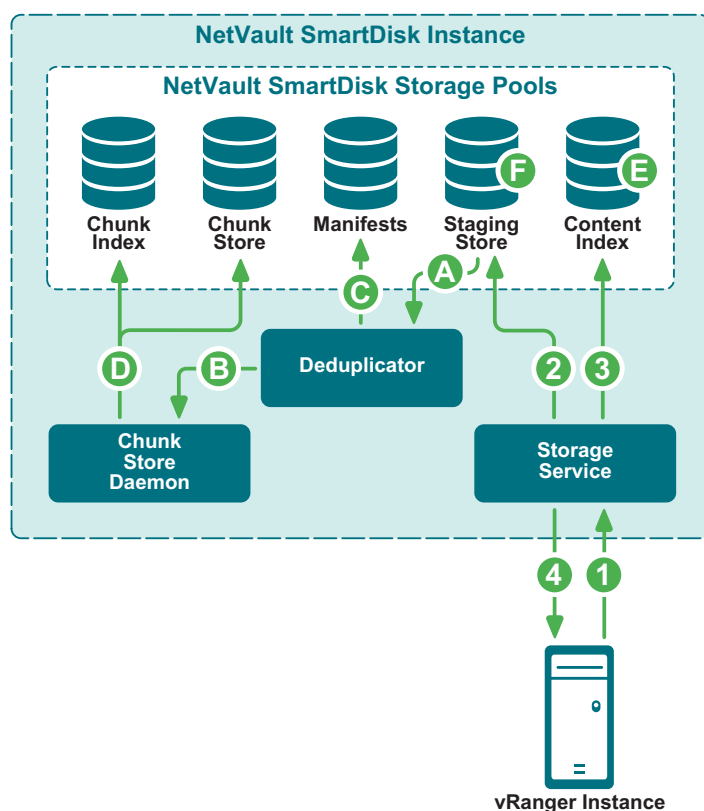 NetVault SmartDisk Instance
NetVault SmartDisk Storage Pools
F
E
Chunk
Index
Chunk
Store
Manifests
Staging
Store
Content
Index
A
C
D
B
Deduplicator
2
3
Chunk
Store
Daemon
Storage
Service
4
1
vRanger Instance